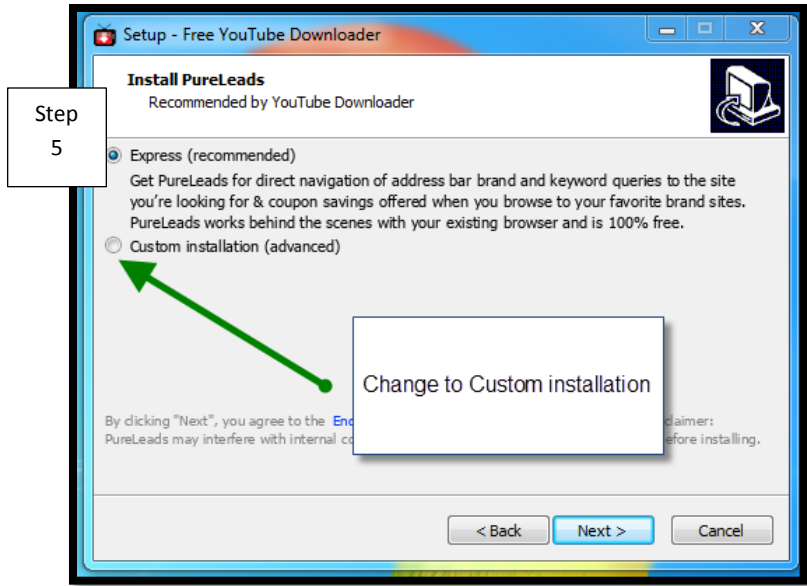 Setup - Free YouTube Downloader
Install PureLeads
Recommended by YouTube Downloader
Step
5
Express (recommended)
Get PureLeads for direct navigation of address bar brand and keyword queries to the site
you're looking for & coupon savings offered when you browse to your favorite brand sites.
PureLeads works behind the scenes with your existing browser and is 100% free.
Custom installation (advanced)
Change to Custom installation
By clicking "Next", you agree to the
PureLeads may interfere with internal
efore installing.
< Back
Next >
Cancel